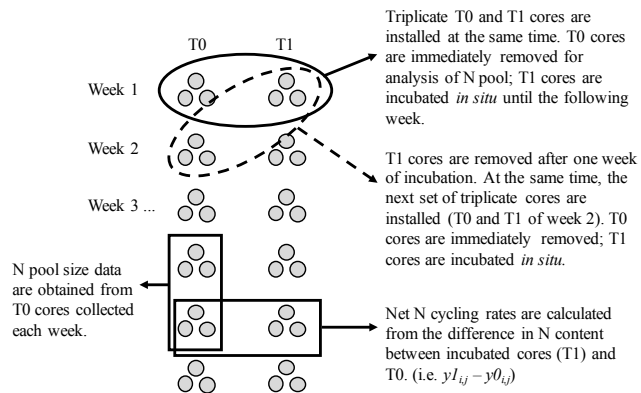 T0 T1
Week 1
Week 2
Week 3 ...
Triplicate T0 and T1 cores are
installed at the same time. T0
cores are immediately removed for
analysis of N pool; T1 cores are
incubated in situ until the following
week.
T1 cores are removed after one week
of incubation. At the same time, the
next set of triplicate cores are
installed (T0 and T1 of week 2). T0
cores are immediately removed; T1
cores are incubated in situ.
N pool size data
are obtained from
T0 cores collected
each week.
Net N cycling rates are calculated
from the difference in N content
between incubated cores (T1) and
T0. (i.e. y1i,j – y0i,j)